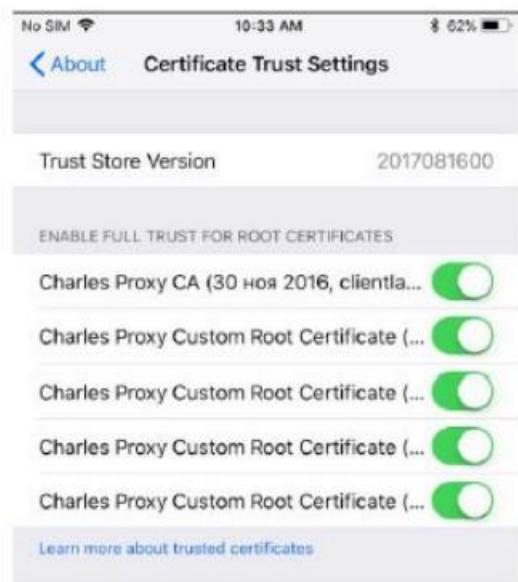 No SIM 10:33 AM 62%
About Certificate Trust Settings
Trust Store Version 2017081600
ENABLE FULL TRUST FOR ROOT CERTIFICATES
Charles Proxy CA (30 ноя 2016, clientla...
Charles Proxy Custom Root Certificate (...
Charles Proxy Custom Root Certificate (...
Charles Proxy Custom Root Certificate (...
Charles Proxy Custom Root Certificate (...
Learn more about trusted certificates